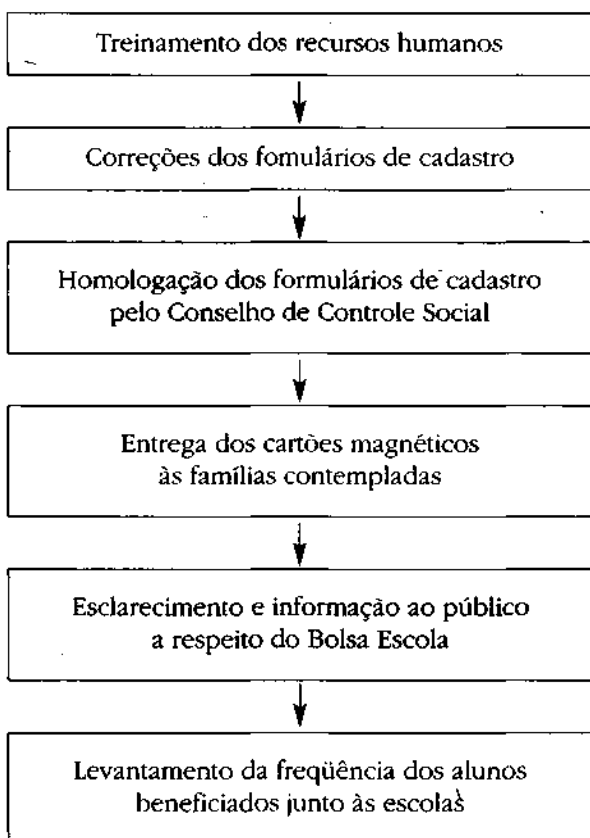 Treinamento dos recursos humanos
Correções dos fomulários de cadastro
Homologação dos formulários de cadastro
pelo Conselho de Controle Social
Entrega dos cartões magnéticos
às famílias contempladas
Esclarecimento e informação ao público
a respeito do Bolsa Escola
Levantamento da freqüência dos alunos
beneficiados junto às escolas